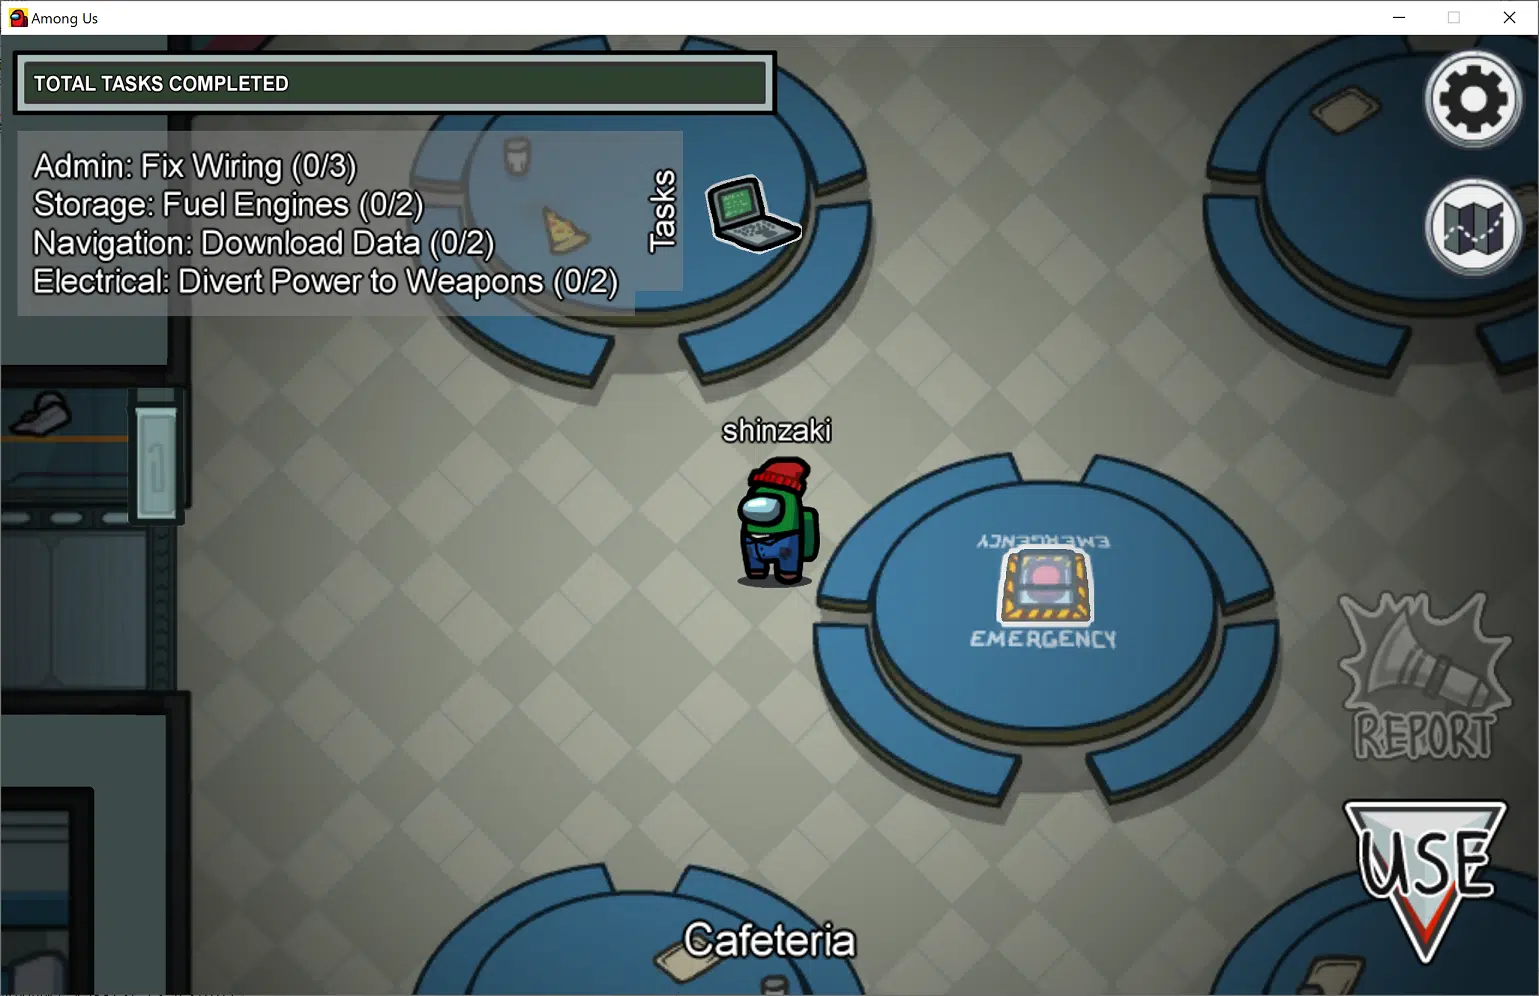 Among Us
TOTAL TASKS COMPLETED
Admin: Fix Wiring (0/3)
Storage: Fuel Engines (0/2)
Navigation: Download Data (0/2)
Electrical: Divert Power to Weapons (0/2)
Tasks
shinzaki
EMERGENCY
EMERGENCY
REPORT
USE
Cafeteria